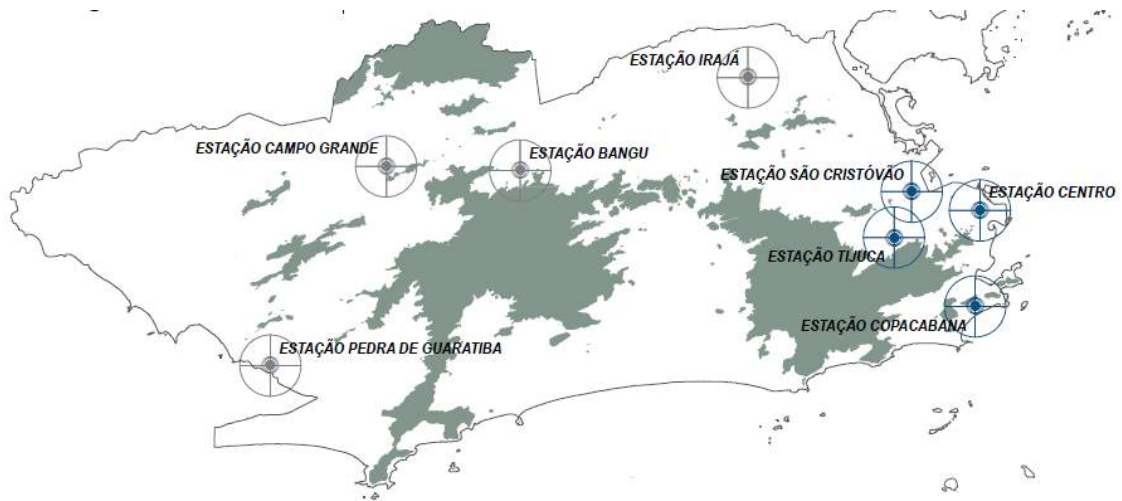 ESTAÇÃO IRAJÁ
ESTAÇÃO CAMPO GRANDE
ESTAÇÃO BANGU
ESTAÇÃO SÃO CRISTÓVÃO
ESTAÇÃO CENTRO
ESTAÇÃO TIJUCA
ESTAÇÃO COPACABANA
ESTAÇÃO PEDRA DE GUARATIBA